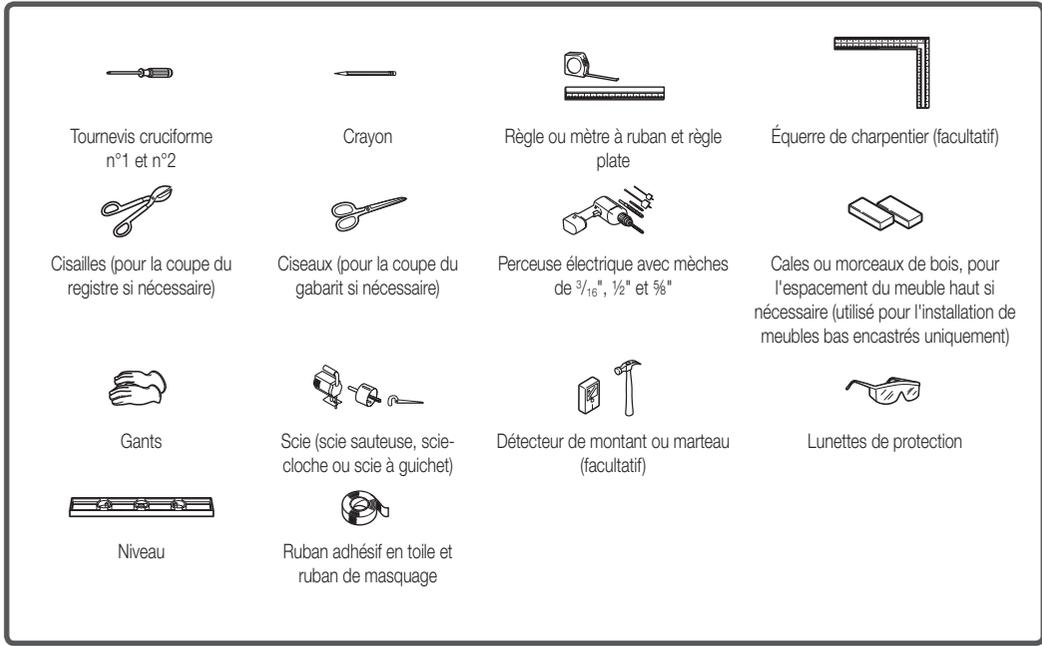 Tournevis cruciforme
n°1 et n°2
Crayon
Règle ou mètre à ruban et règle
plate
Équerre de charpentier (facultatif)
Cisailles (pour la coupe du
registre si nécessaire)
Ciseaux (pour la coupe du
gabarit si nécessaire)
Perceuse électrique avec mèches
de ³/₁₆", ½" et ⅝"
Cales ou morceaux de bois, pour
l'espacement du meuble haut si
nécessaire (utilisé pour l'installation de
meubles bas encastrés uniquement)
Gants
Scie (scie sauteuse, scie-
cloche ou scie à guichet)
Détecteur de montant ou marteau
(facultatif)
Lunettes de protection
Niveau
Ruban adhésif en toile et
ruban de masquage